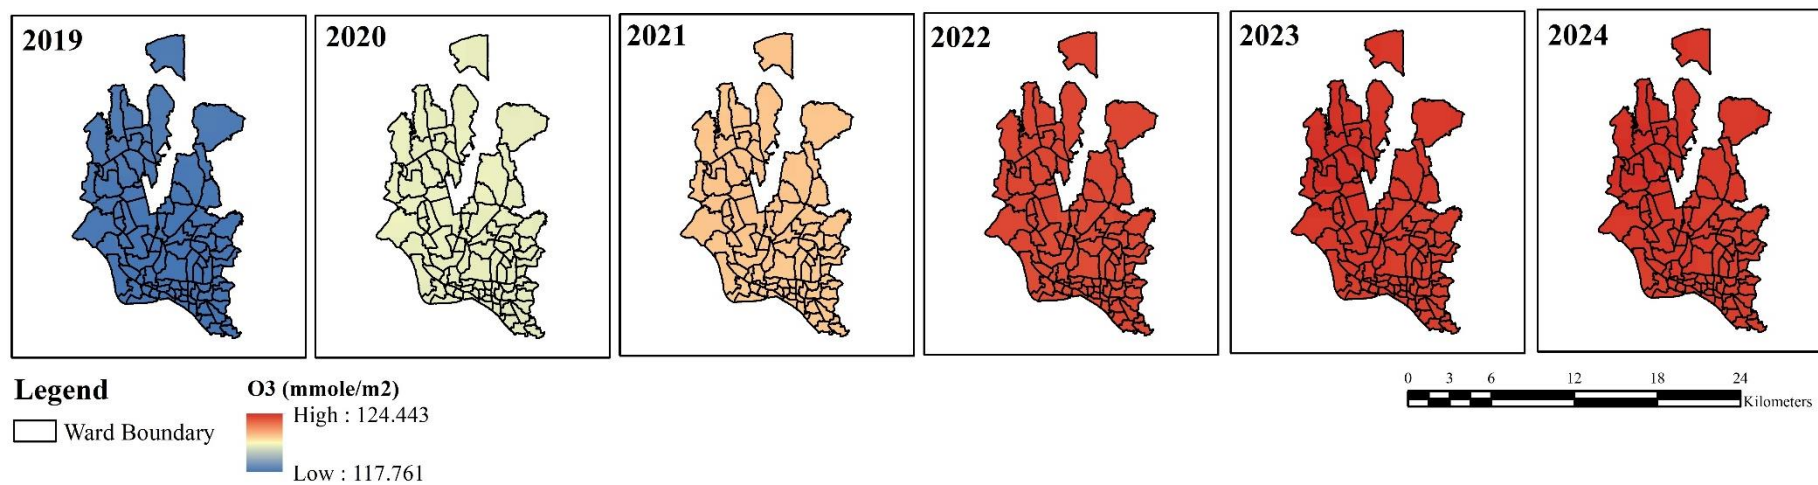 2019
2020
2021
2022
2023
2024
Legend
Ward Boundary
O3 (mmole/m2)
High : 124.443
Low : 117.761
0 3 6 12 18 24
Kilometers